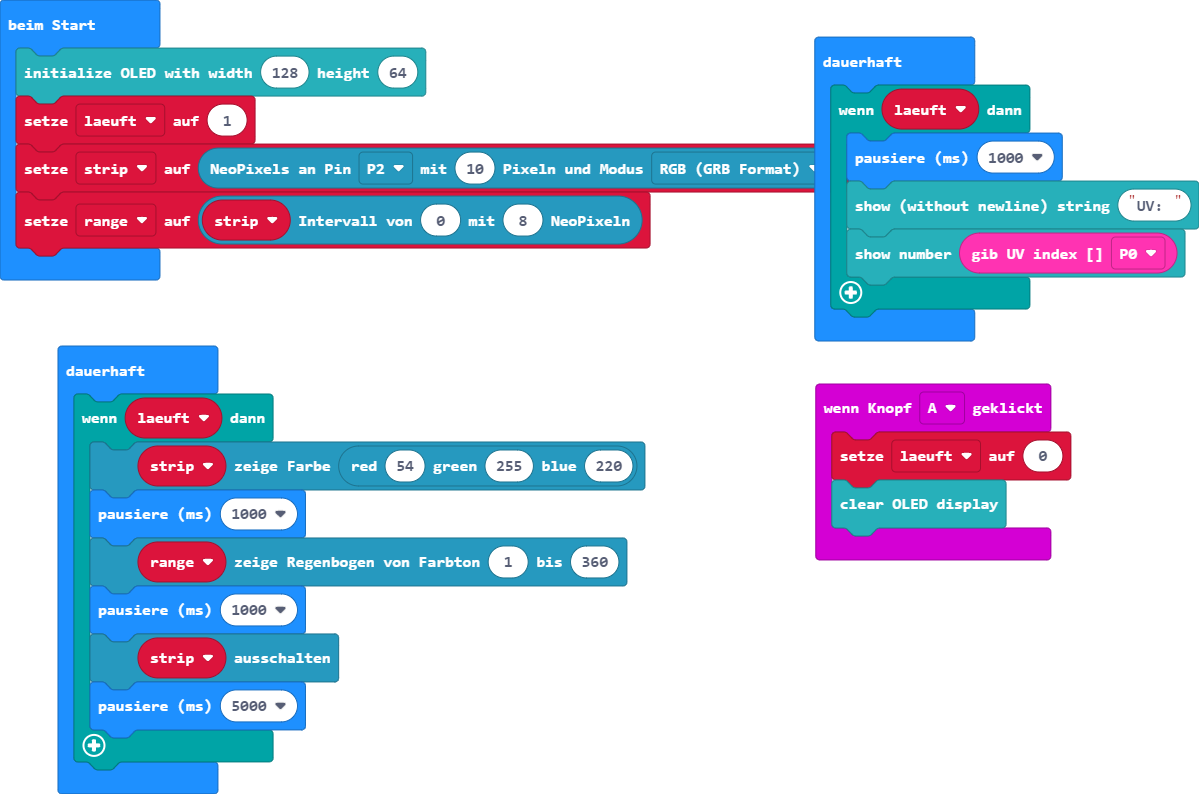 beim Start
initialize OLED with width 128 height 64
setze laeuft auf 1
setze strip auf NeoPixels an Pin P2 mit 10 Pixeln und Modus RGB (GRB Format)
setze range auf strip Intervall von 0 mit 8 NeoPixeln
dauerhaft
wenn laeuft dann
pausiere (ms) 1000
show (without newline) string "UV: "
show number gib UV index [] P0
dauerhaft
wenn laeuft dann
strip zeige Farbe red 54 green 255 blue 220
pausiere (ms) 1000
range zeige Regenbogen von Farbton 1 bis 360
pausiere (ms) 1000
strip ausschalten
pausiere (ms) 5000
wenn Knopf A geklickt
setze laeuft auf 0
clear OLED display